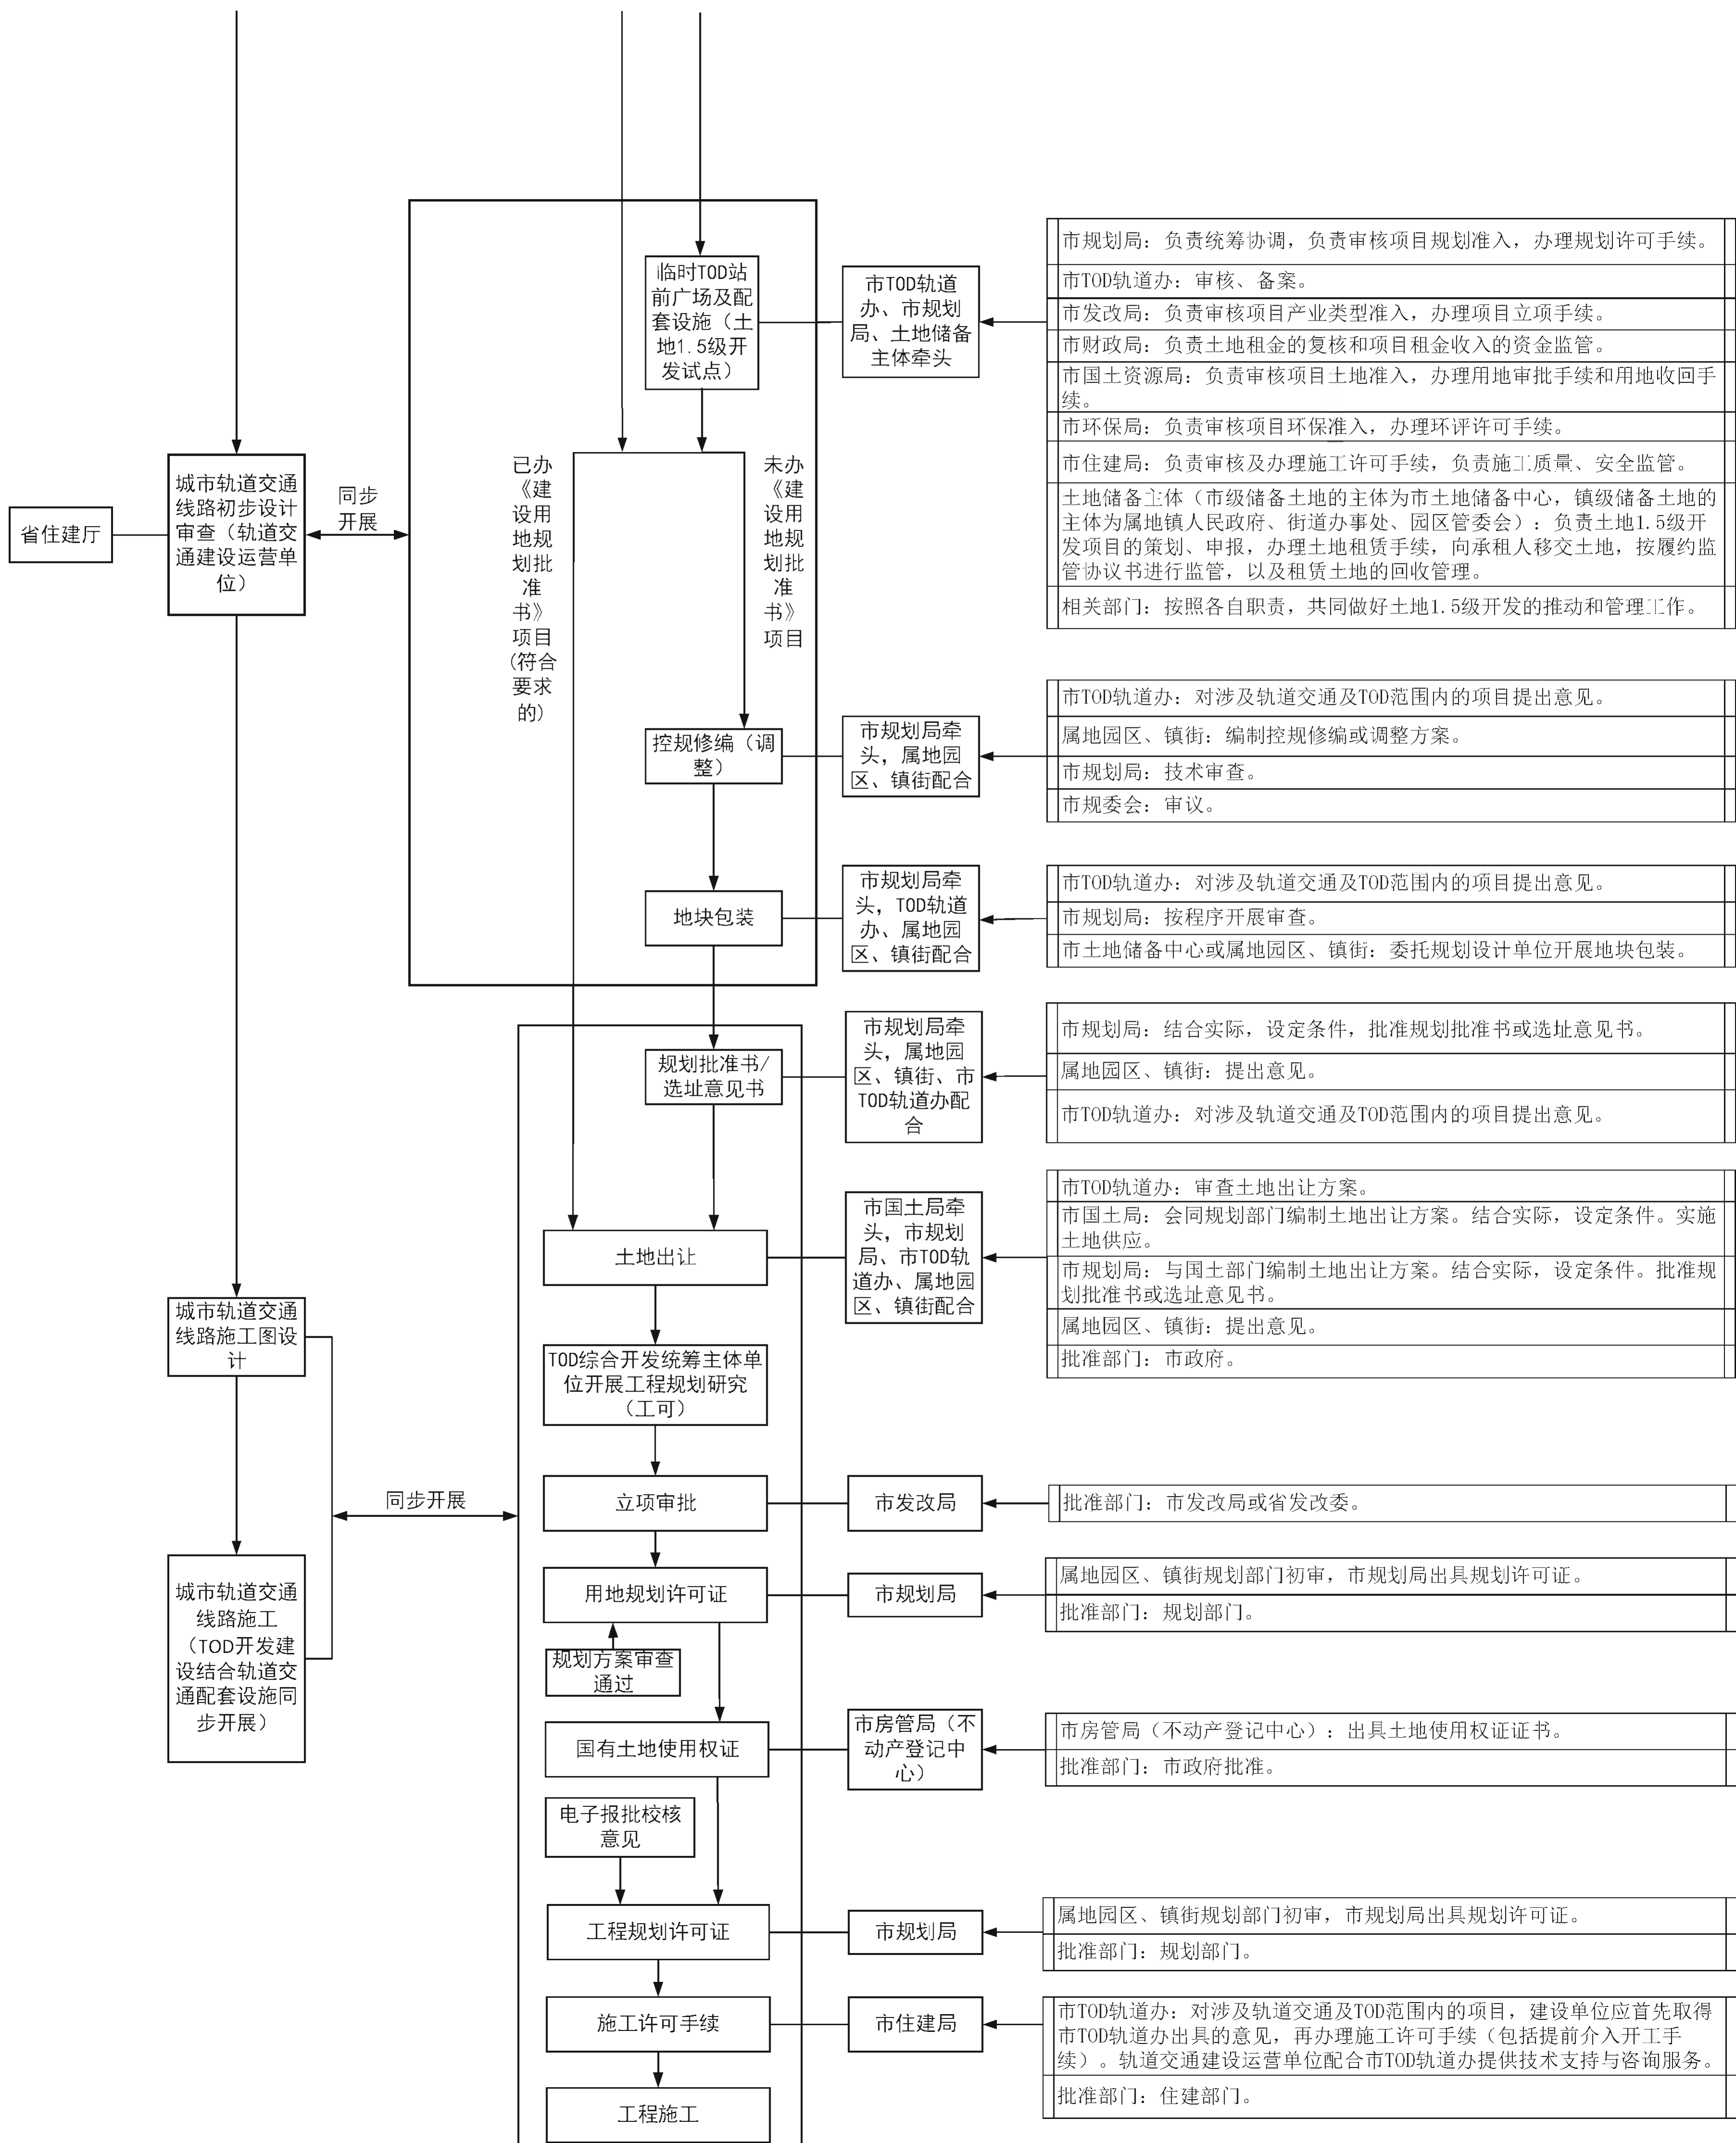 省住建厅
城市轨道交通
线路初步设计
审查（轨道交
通建设运营单
位）
同步
开展
临时TOD站
前广场及配
套设施（土
地1.5级开
发试点）
市TOD轨道
办、市规划
局、土地储备
主体牵头
市规划局：负责统筹协调，负责审核项目规划准入，办理规划许可手续。
市TOD轨道办：审核、备案。
市发改局：负责审核项目产业类型准入，办理项目立项手续。
市财政局：负责土地租金的复核和项目租金收入的资金监管。
市国土资源局：负责审核项目土地准入，办理用地审批手续和用地收回手
续。
市环保局：负责审核项目环保准入，办理环评许可手续。
市住建局：负责审核及办理施工许可手续，负责施工质量、安全监管。
土地储备主体（市级储备土地的主体为市土地储备中心，镇级储备土地的
主体为属地镇人民政府、街道办事处、园区管委会）：负责土地1.5级开
发项目的策划、申报，办理土地租赁手续，向承租人移交土地，按履约监
管协议书进行监管，以及租赁土地的回收管理。
相关部门：按照各自职责，共同做好土地1.5级开发的推动和管理工作。
已办
《建
设用
地规
划批
准
书》
项目
（符合
要求
的）
未办
《建
设用
地规
划批
准
书》
项目
控规修编（调
整）
市规划局牵
头，属地园
区、镇街配合
市TOD轨道办：对涉及轨道交通及TOD范围内的项目提出意见。
属地园区、镇街：编制控规修编或调整方案。
市规划局：技术审查。
市规委会：审议。
地块包装
市规划局牵
头，TOD轨道
办、属地园
区、镇街配合
市TOD轨道办：对涉及轨道交通及TOD范围内的项目提出意见。
市规划局：按程序开展审查。
市土地储备中心或属地园区、镇街：委托规划设计单位开展地块包装。
规划批准书/
选址意见书
市规划局牵
头，属地园
区、镇街、市
TOD轨道办配
合
市规划局：结合实际，设定条件，批准规划批准书或选址意见书。
属地园区、镇街：提出意见。
市TOD轨道办：对涉及轨道交通及TOD范围内的项目提出意见。
土地出让
市国土局牵
头，市规划
局、市TOD轨
道办、属地园
区、镇街配合
市TOD轨道办：审查土地出让方案。
市国土局：会同规划部门编制土地出让方案。结合实际，设定条件。实施
土地供应。
市规划局：与国土部门编制土地出让方案。结合实际，设定条件。批准规
划批准书或选址意见书。
属地园区、镇街：提出意见。
批准部门：市政府。
城市轨道交通
线路施工图设
计
TOD综合开发统筹主体单
位开展工程规划研究
（工可）
同步开展
立项审批
市发改局
批准部门：市发改局或省发改委。
城市轨道交通
线路施工
（TOD开发建
设结合轨道交
通配套设施同
步开展）
用地规划许可证
市规划局
属地园区、镇街规划部门初审，市规划局出具规划许可证。
批准部门：规划部门。
规划方案审查
通过
国有土地使用权证
市房管局（不
动产登记中
心）
市房管局（不动产登记中心）：出具土地使用权证证书。
批准部门：市政府批准。
电子报批校核
意见
工程规划许可证
市规划局
属地园区、镇街规划部门初审，市规划局出具规划许可证。
批准部门：规划部门。
施工许可手续
市住建局
市TOD轨道办：对涉及轨道交通及TOD范围内的项目，建设单位应首先取得
市TOD轨道办出具的意见，再办理施工许可手续（包括提前介入开工手
续）。轨道交通建设运营单位配合市TOD轨道办提供技术支持与咨询服务。
批准部门：住建部门。
工程施工